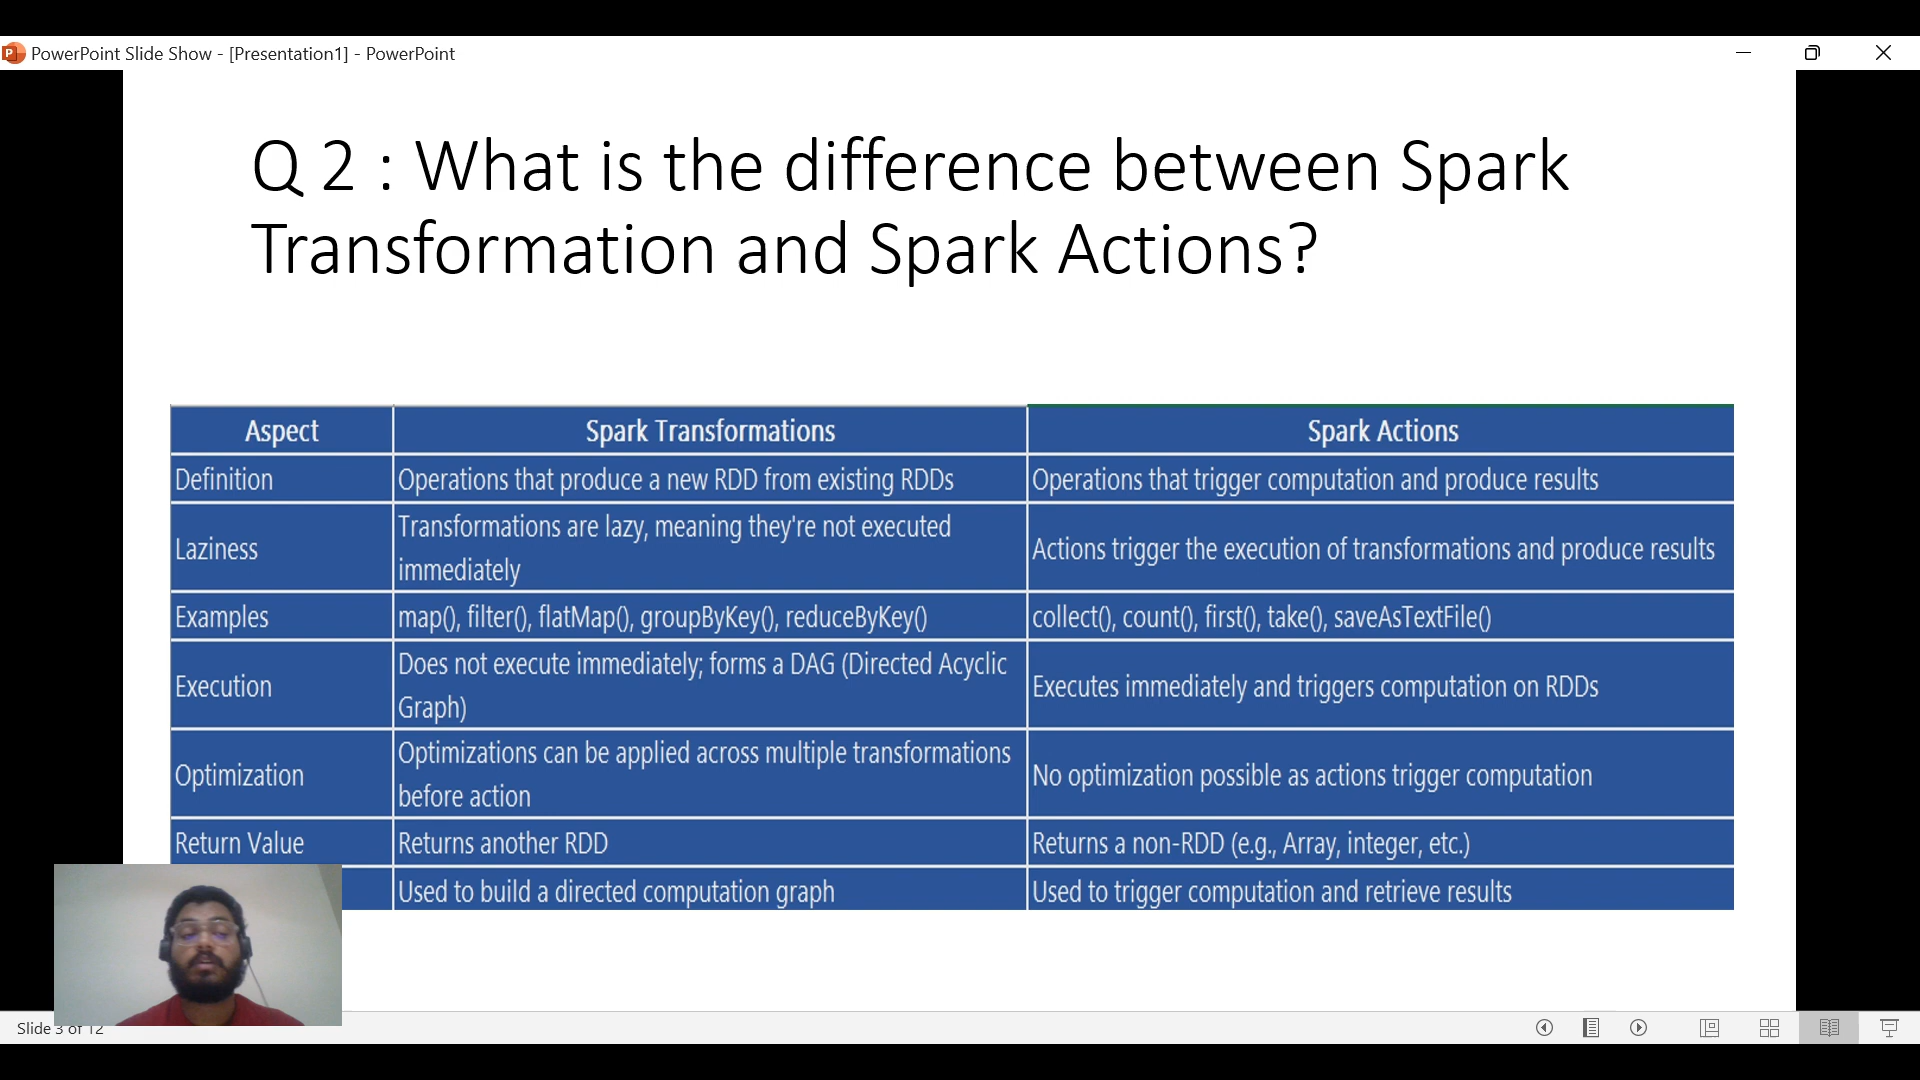 PowerPoint Slide Show - [Presentation1] - PowerPoint
Q 2 : What is the difference between Spark
Transformation and Spark Actions?
Aspect Spark Transformations Spark Actions
Definition Operations that produce a new RDD from existing RDDs Operations that trigger computation and produce results
Laziness Transformations are lazy, meaning they're not executed
immediately Actions trigger the execution of transformations and produce results
Examples map(), filter(), flatMap(), groupByKey(), reduceByKey() collect(), count(), first(), take(), saveAsTextFile()
Execution Does not execute immediately; forms a DAG (Directed Acyclic
Graph) Executes immediately and triggers computation on RDDs
Optimization Optimizations can be applied across multiple transformations
before action No optimization possible as actions trigger computation
Return Value Returns another RDD Returns a non-RDD (e.g., Array, integer, etc.)
Used to build a directed computation graph Used to trigger computation and retrieve results
Slide 3 of 12